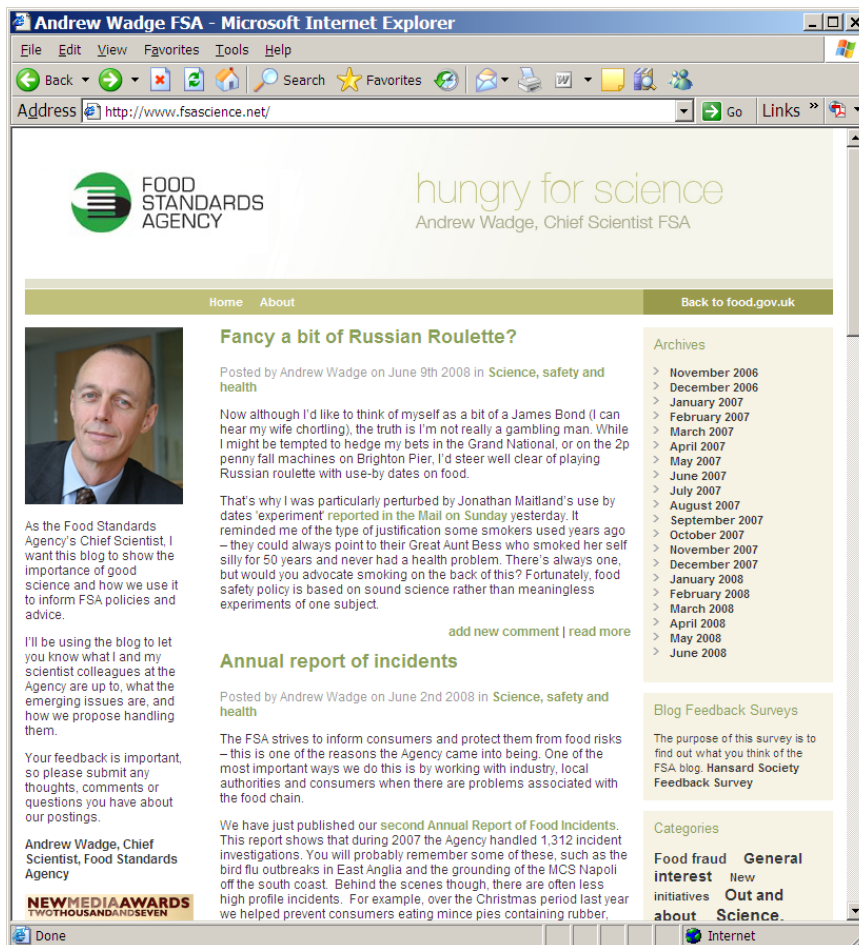 Andrew Wadge FSA - Microsoft Internet Explorer
File Edit View Favorites Tools Help
Back Search Favorites
Address http://www.fsascience.net/ Go Links »
FOOD
STANDARDS
AGENCY
hungry for science
Andrew Wadge, Chief Scientist FSA
Home About Back to food.gov.uk
As the Food Standards
Agency's Chief Scientist, I
want this blog to show the
importance of good
science and how we use it
to inform FSA policies and
advice.
I'll be using the blog to let
you know what I and my
scientist colleagues at the
Agency are up to, what the
emerging issues are, and
how we propose handling
them.
Your feedback is important,
so please submit any
thoughts, comments or
questions you have about
our postings.
Andrew Wadge, Chief
Scientist, Food Standards
Agency
NEWMEDIAAWARDS
TWOTHOUSANDANDSEVEN
Fancy a bit of Russian Roulette?
Posted by Andrew Wadge on June 9th 2008 in Science, safety and
health
Now although I'd like to think of myself as a bit of a James Bond (I can
hear my wife chortling), the truth is I'm not really a gambling man. While
I might be tempted to hedge my bets in the Grand National, or on the 2p
penny fall machines on Brighton Pier, I'd steer well clear of playing
Russian roulette with use-by dates on food.
That's why I was particularly perturbed by Jonathan Maitland's use by
dates 'experiment' reported in the Mail on Sunday yesterday. It
reminded me of the type of justification some smokers used years ago
– they could always point to their Great Aunt Bess who smoked her self
silly for 50 years and never had a health problem. There's always one,
but would you advocate smoking on the back of this? Fortunately, food
safety policy is based on sound science rather than meaningless
experiments of one subject.
add new comment | read more
Annual report of incidents
Posted by Andrew Wadge on June 2nd 2008 in Science, safety and
health
The FSA strives to inform consumers and protect them from food risks
– this is one of the reasons the Agency came into being. One of the
most important ways we do this is by working with industry, local
authorities and consumers when there are problems associated with
the food chain.
We have just published our second Annual Report of Food Incidents.
This report shows that during 2007 the Agency handled 1,312 incident
investigations. You will probably remember some of these, such as the
bird flu outbreaks in East Anglia and the grounding of the MCS Napoli
off the south coast. Behind the scenes though, there are often less
high profile incidents. For example, over the Christmas period last year
we helped prevent consumers eating mince pies containing rubber,
Archives
November 2006
December 2006
January 2007
February 2007
March 2007
April 2007
May 2007
June 2007
July 2007
August 2007
September 2007
October 2007
November 2007
December 2007
January 2008
February 2008
March 2008
April 2008
May 2008
June 2008
Blog Feedback Surveys
The purpose of this survey is to
find out what you think of the
FSA blog. Hansard Society
Feedback Survey
Categories
Food fraud General
interest New
initiatives Out and
about Science,
Done Internet